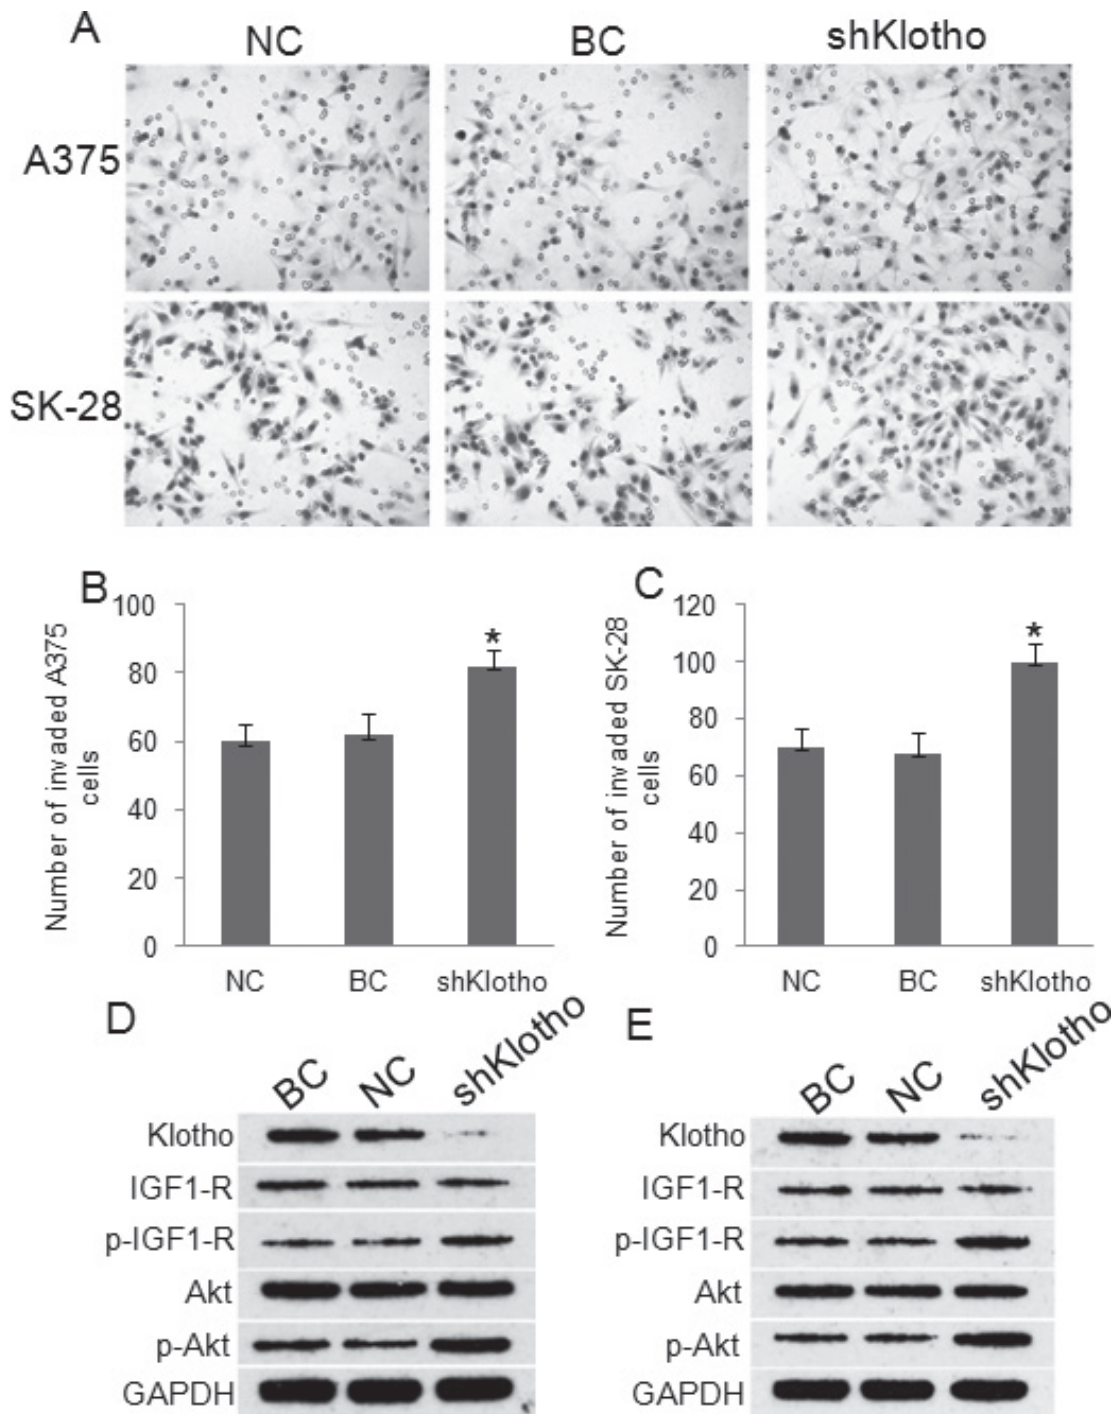 A
NC
BC
shKlotho
A375
SK-28
B
Number of invaded A375
cells
100
80
60
40
20
0
NC
BC
shKlotho
*
C
Number of invaded SK-28
cells
120
100
80
60
40
20
0
NC
BC
shKlotho
*
D
BC
NC
shKlotho
Klotho
IGF1-R
p-IGF1-R
Akt
p-Akt
GAPDH
E
BC
NC
shKlotho
Klotho
IGF1-R
p-IGF1-R
Akt
p-Akt
GAPDH